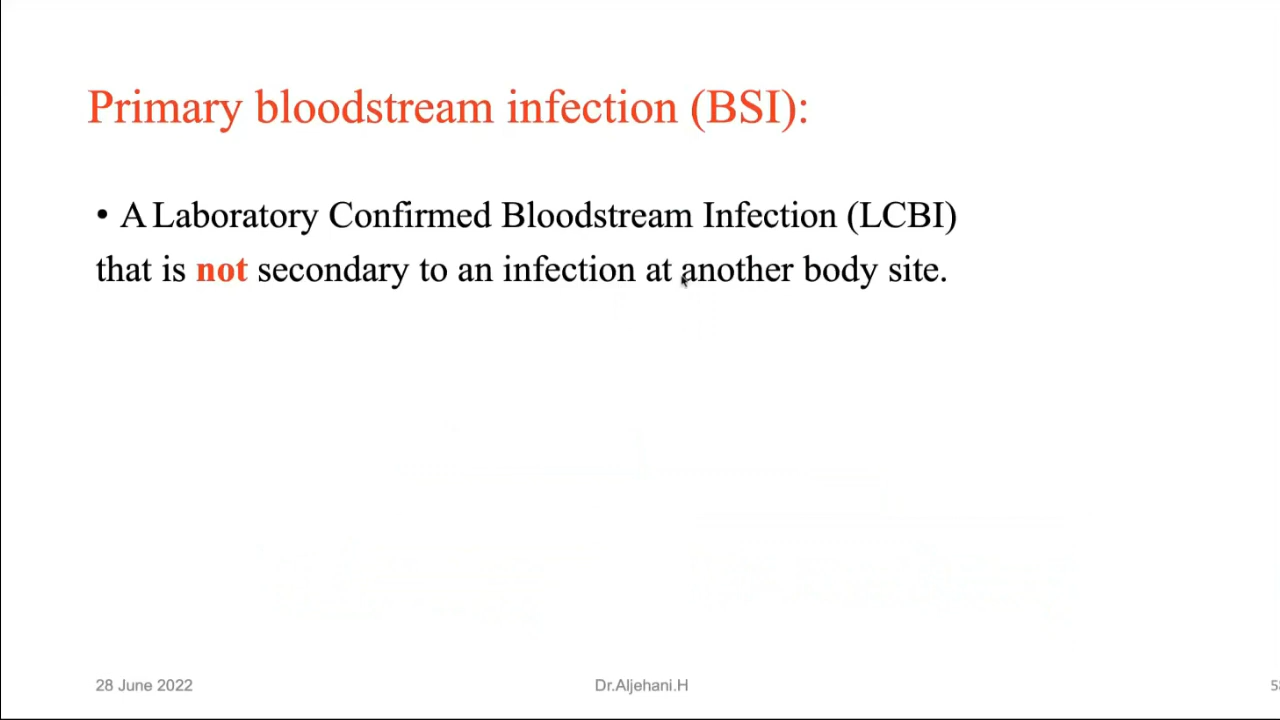 Primary bloodstream infection (BSI):
• A Laboratory Confirmed Bloodstream Infection (LCBI)
that is not secondary to an infection at another body site.
28 June 2022
Dr.Aljehani.H